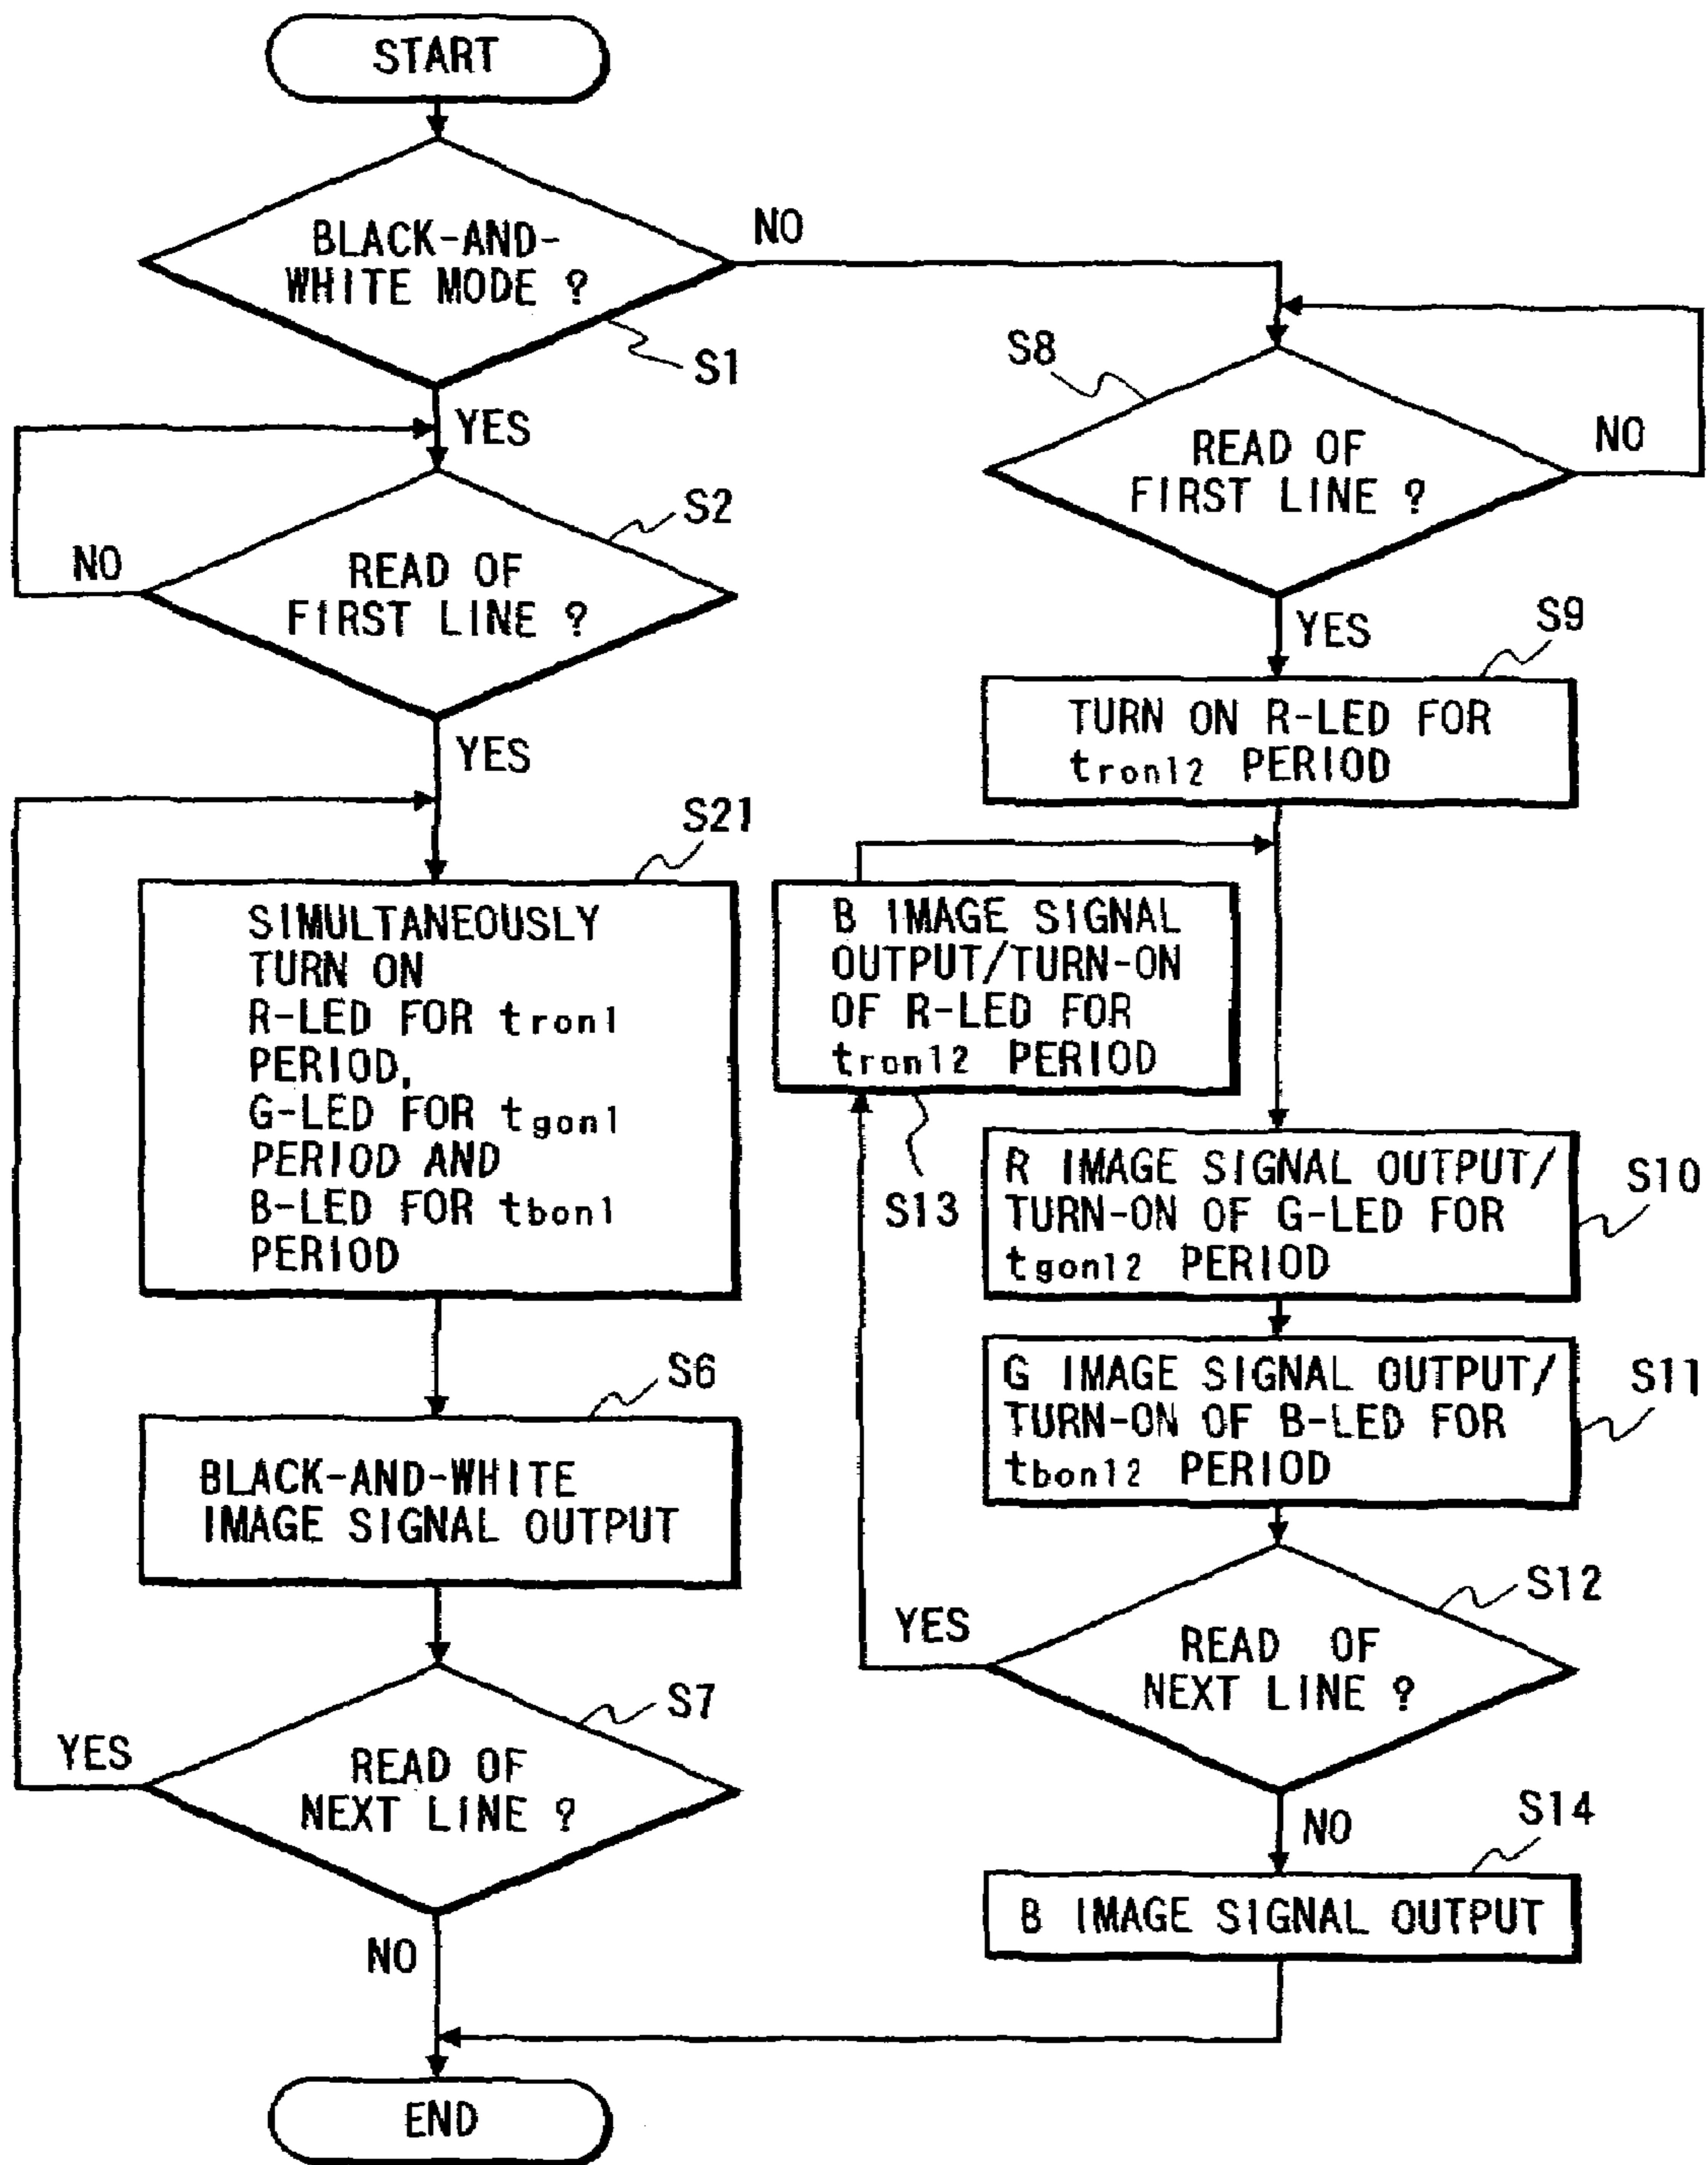 START
BLACK-AND-
WHITE MODE ?
NO
S1
YES
S2
NO
READ OF
FIRST LINE ?
YES
S21
SIMULTANEOUSLY
TURN ON
R-LED FOR tron1
PERIOD,
G-LED FOR tgon1
PERIOD AND
B-LED FOR tbon1
PERIOD
S6
BLACK-AND-WHITE
IMAGE SIGNAL OUTPUT
S7
YES
READ OF
NEXT LINE ?
NO
END
S8
READ OF
FIRST LINE ?
NO
YES
S9
TURN ON R-LED FOR
tron12 PERIOD
B IMAGE SIGNAL
OUTPUT/TURN-ON
OF R-LED FOR
tron12 PERIOD
S13
R IMAGE SIGNAL OUTPUT/
TURN-ON OF G-LED FOR
tgon12 PERIOD
S10
G IMAGE SIGNAL OUTPUT/
TURN-ON OF B-LED FOR
tbon12 PERIOD
S11
S12
YES
READ OF
NEXT LINE ?
NO
S14
B IMAGE SIGNAL OUTPUT